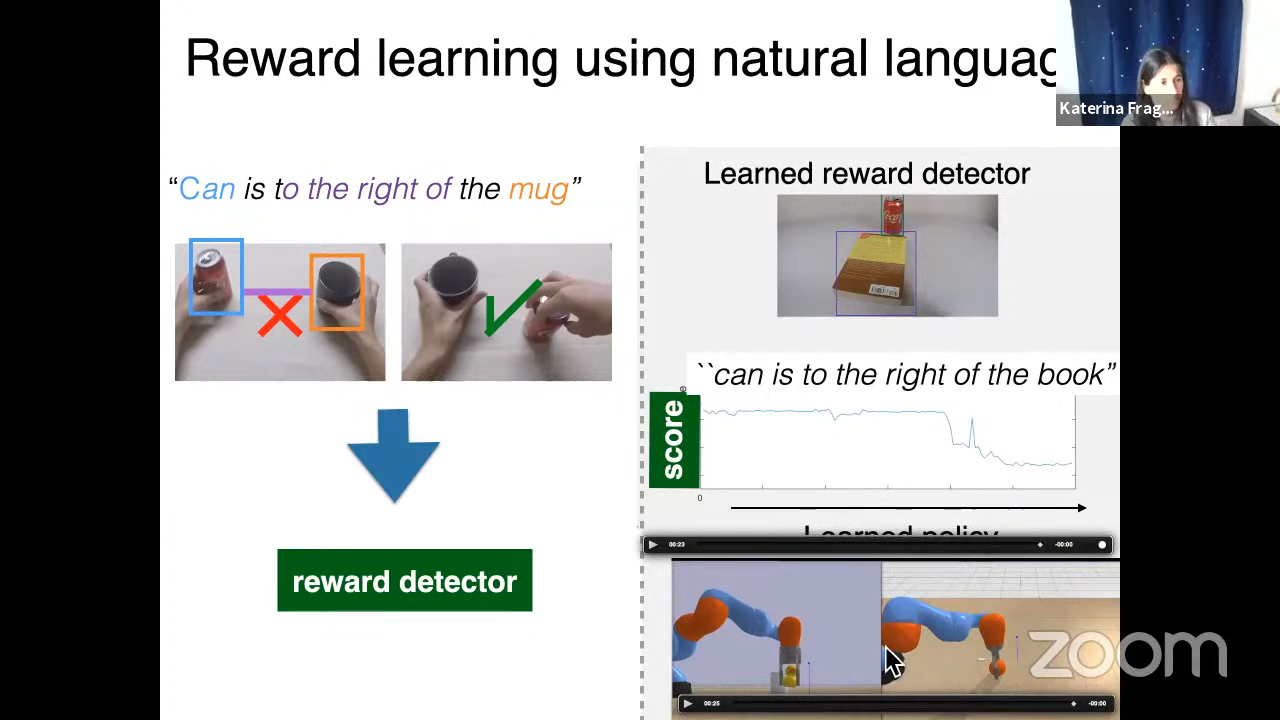 Reward learning using natural languag
Katerina Frag...
“Can is to the right of the mug”
reward detector
Learned reward detector
``can is to the right of the book”
score
0
Learned policy
00:23
-00:00
zoom
00:25
-00:00